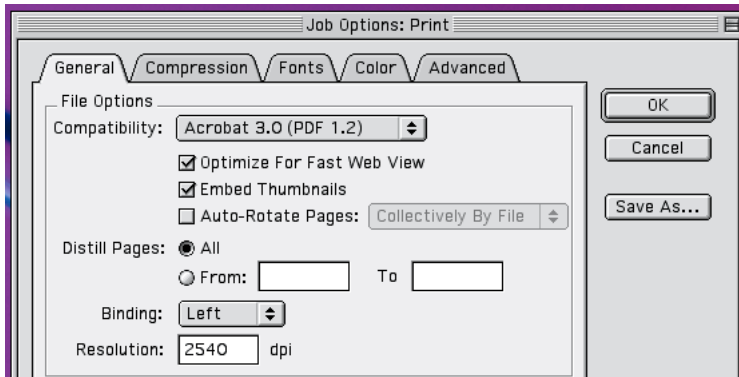 Job Options: Print
General Compression Fonts Color Advanced
File Options
Compatibility: Acrobat 3.0 (PDF 1.2)
Optimize For Fast Web View
Embed Thumbnails
Auto-Rotate Pages: Collectively By File
Distill Pages: All
From: To
Binding: Left
Resolution: 2540 dpi
OK
Cancel
Save As...